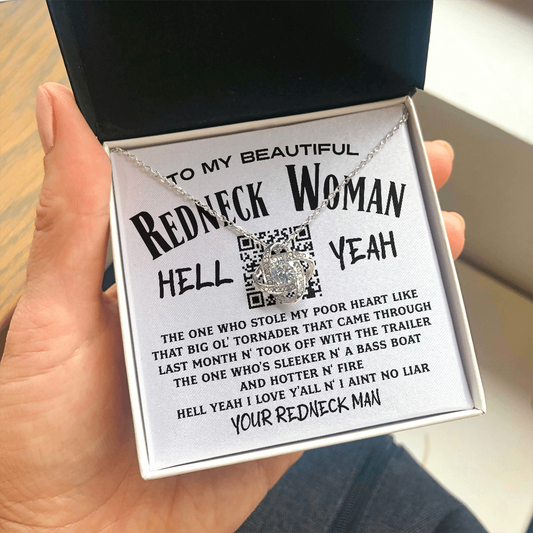 TO MY BEAUTIFUL
REDNECK WOMAN
HELL YEAH
THE ONE WHO STOLE MY POOR HEART LIKE
THAT BIG OL' TORNADER THAT CAME THROUGH
LAST MONTH N' TOOK OFF WITH THE TRAILER
THE ONE WHO'S SLEEKER N' A BASS BOAT
AND HOTTER N' FIRE
HELL YEAH I LOVE Y'ALL N' I AINT NO LIAR
YOUR REDNECK MAN